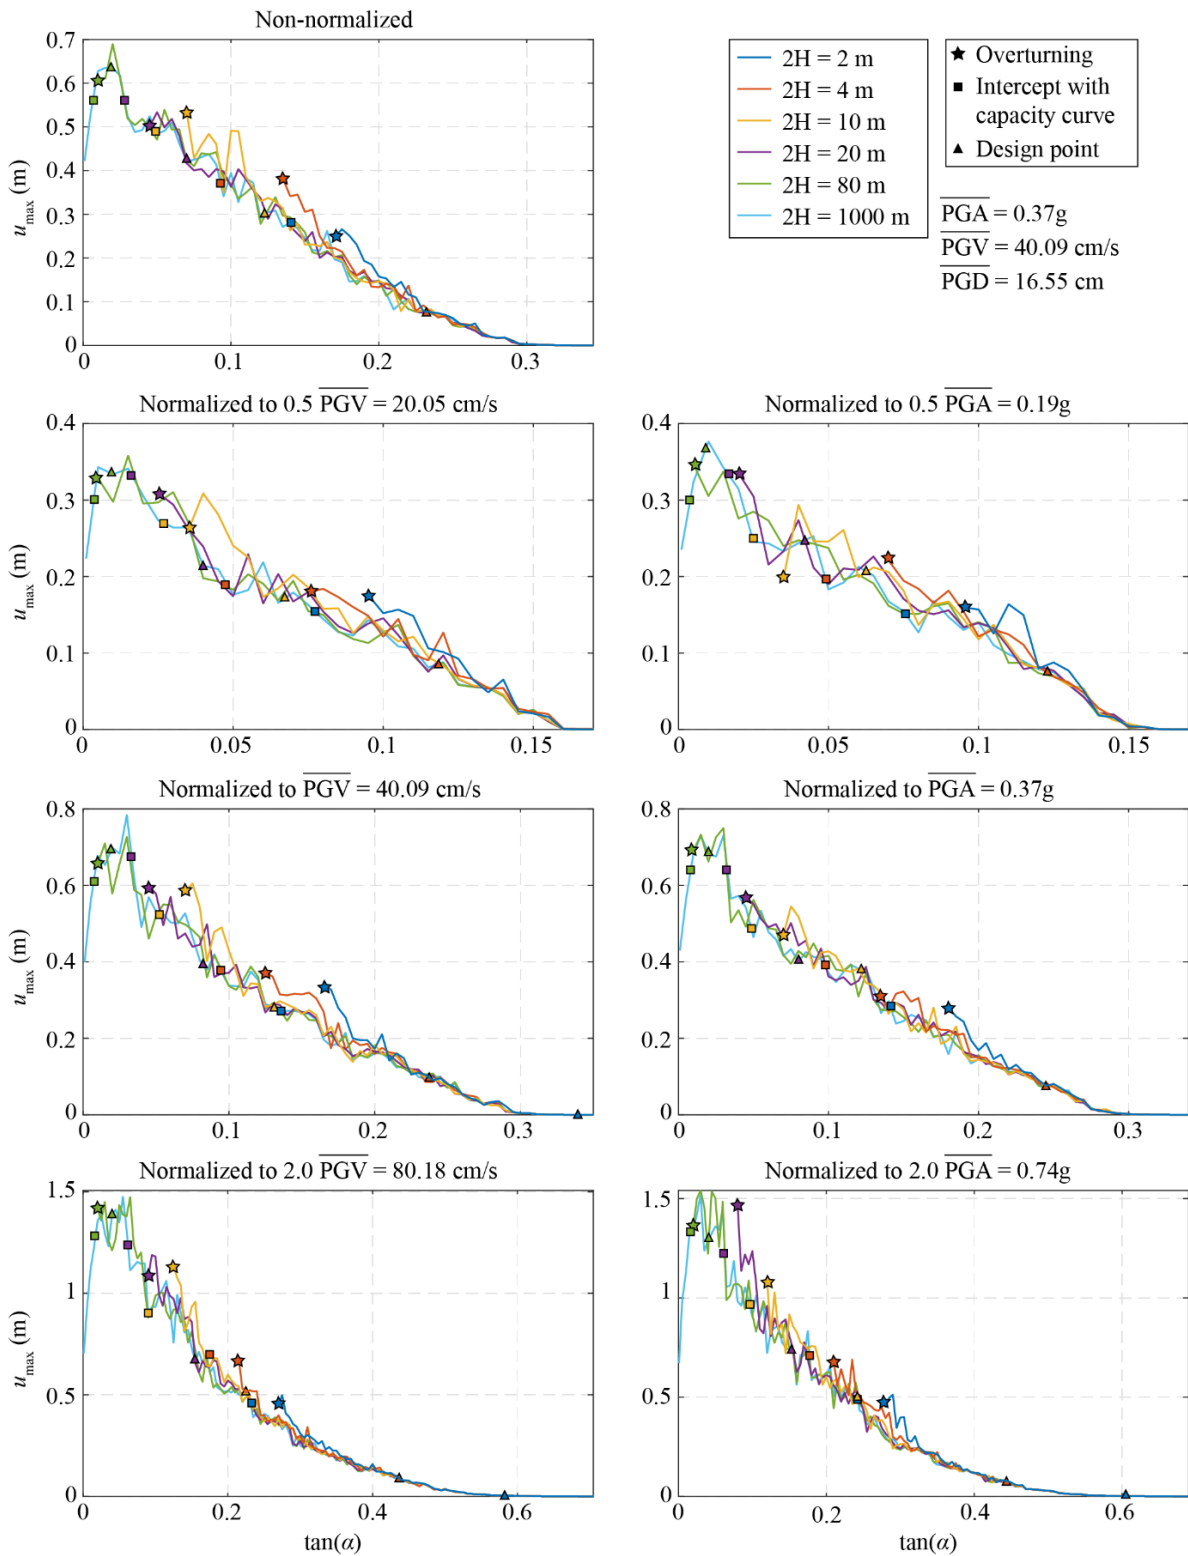 Non-normalized
0.7
0.6
0.5
0.4
0.3
0.2
0.1
0
u_max (m)
0 0.1 0.2 0.3
2H = 2 m
2H = 4 m
2H = 10 m
2H = 20 m
2H = 80 m
2H = 1000 m
Overturning
Intercept with
capacity curve
Design point
PGA = 0.37g
PGV = 40.09 cm/s
PGD = 16.55 cm
Normalized to 0.5 PGV = 20.05 cm/s
0.4
0.3
0.2
0.1
0
u_max (m)
0 0.05 0.1 0.15
Normalized to 0.5 PGA = 0.19g
0.4
0.3
0.2
0.1
0
0 0.05 0.1 0.15
Normalized to PGV = 40.09 cm/s
0.8
0.6
0.4
0.2
0
u_max (m)
0 0.1 0.2 0.3
Normalized to PGA = 0.37g
0.8
0.6
0.4
0.2
0
0 0.1 0.2 0.3
Normalized to 2.0 PGV = 80.18 cm/s
1.5
1
0.5
0
u_max (m)
0 0.2 0.4 0.6
tan(α)
Normalized to 2.0 PGA = 0.74g
1.5
1
0.5
0
0 0.2 0.4 0.6
tan(α)